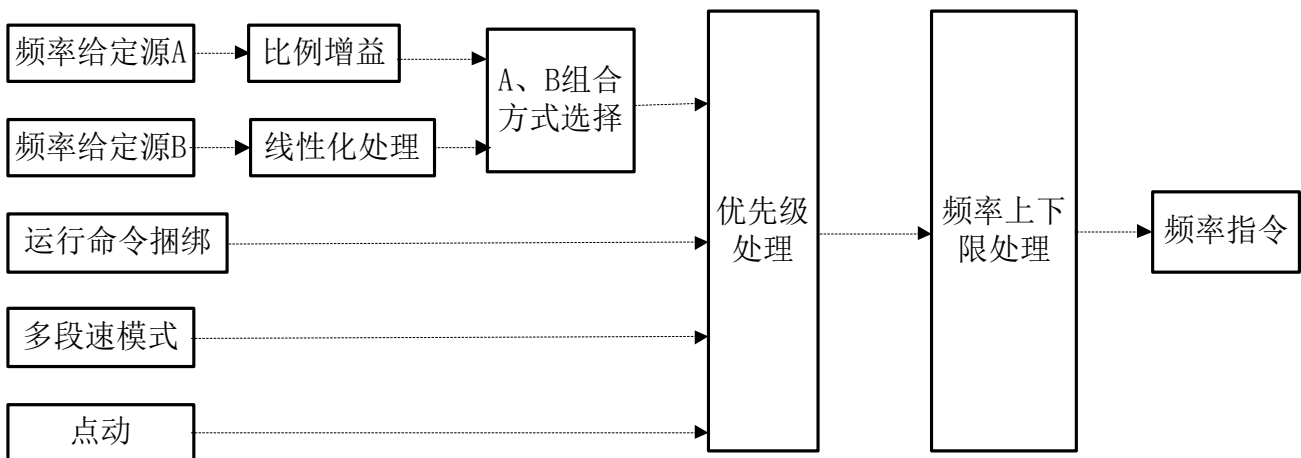 频率给定源A
比例增益
A、B组合
方式选择
频率给定源B
线性化处理
运行命令捆绑
多段速模式
点动
优先级
处理
频率上下
限处理
频率指令